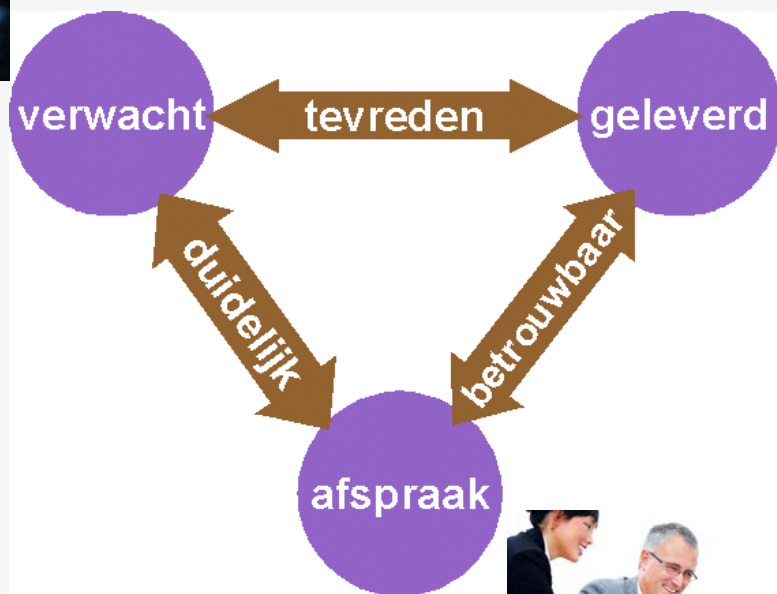 verwacht
tevreden
geleverd
duidelijk
betrouwbaar
afspraak